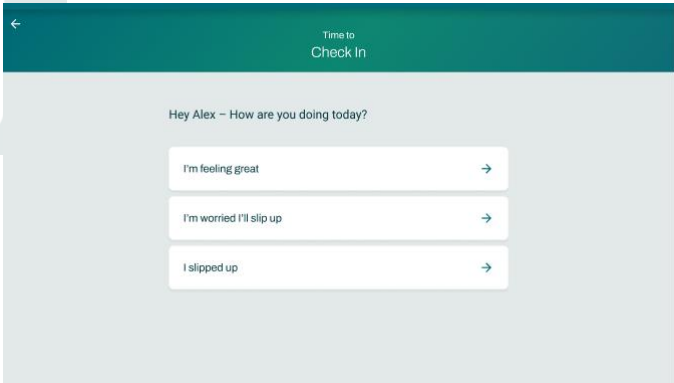 Time to
Check In
Hey Alex – How are you doing today?
I'm feeling great
I'm worried I'll slip up
I slipped up